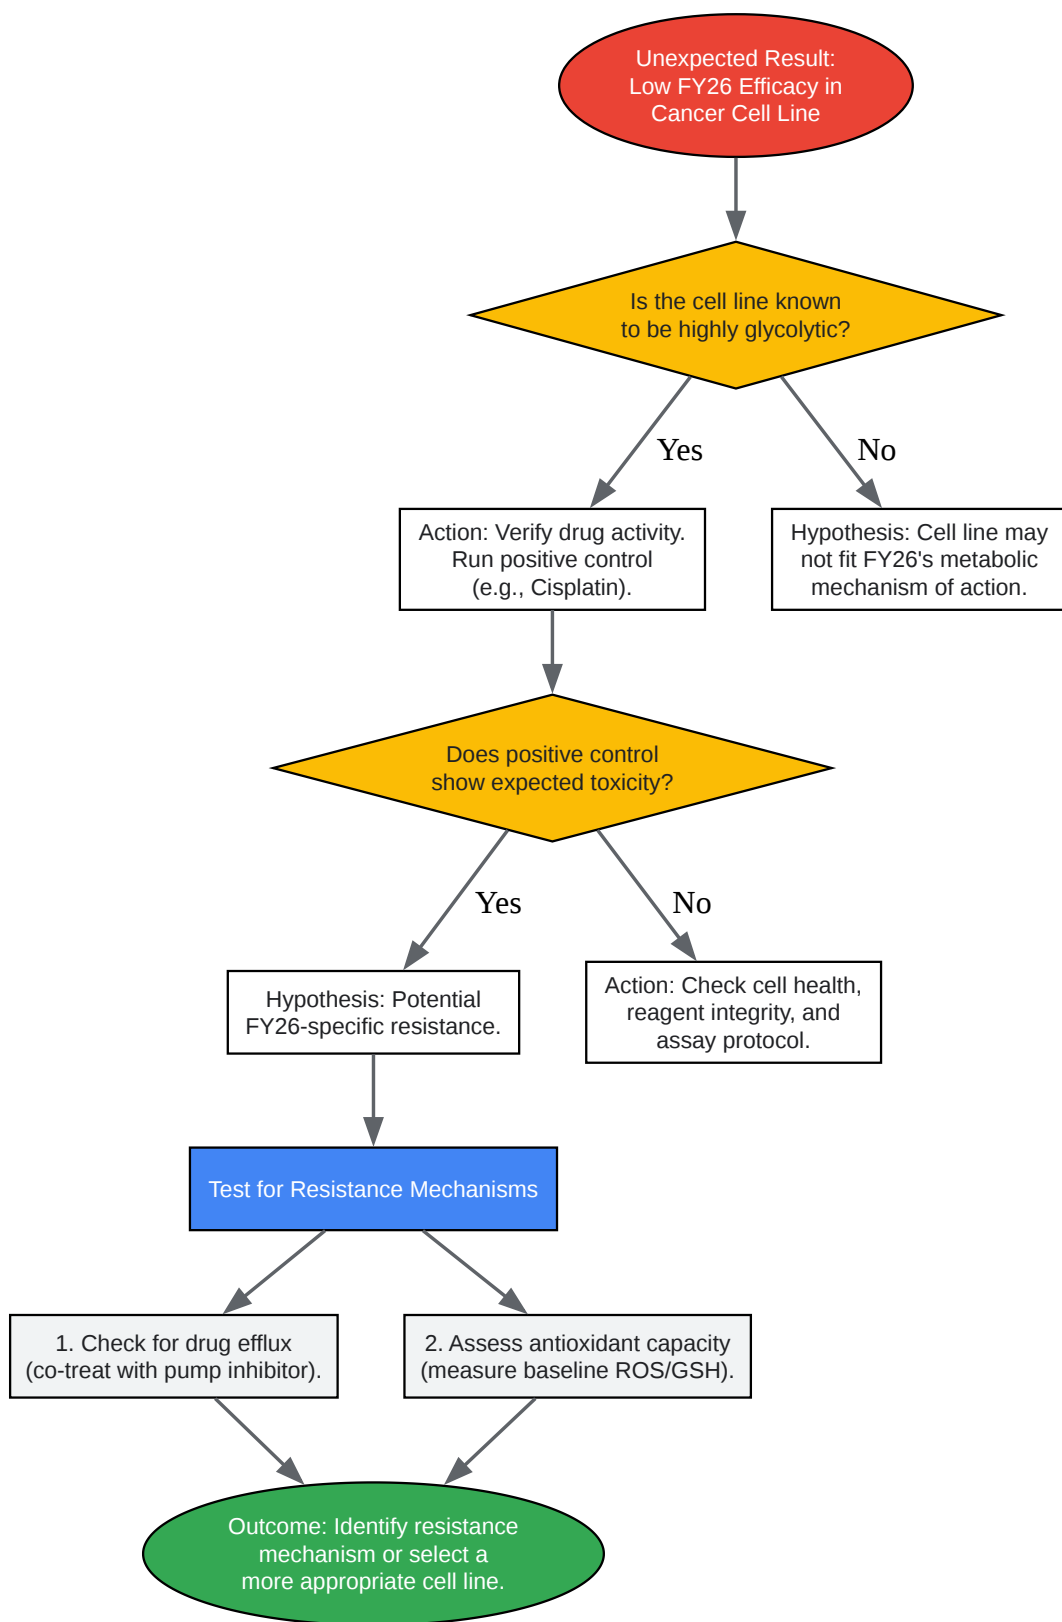 Unexpected Result:
Low FY26 Efficacy in
Cancer Cell Line
Is the cell line known
to be highly glycolytic?
Yes
No
Action: Verify drug activity.
Run positive control
(e.g., Cisplatin).
Hypothesis: Cell line may
not fit FY26's metabolic
mechanism of action.
Does positive control
show expected toxicity?
Yes
No
Hypothesis: Potential
FY26-specific resistance.
Action: Check cell health,
reagent integrity, and
assay protocol.
Test for Resistance Mechanisms
1. Check for drug efflux
(co-treat with pump inhibitor).
2. Assess antioxidant capacity
(measure baseline ROS/GSH).
Outcome: Identify resistance
mechanism or select a
more appropriate cell line.